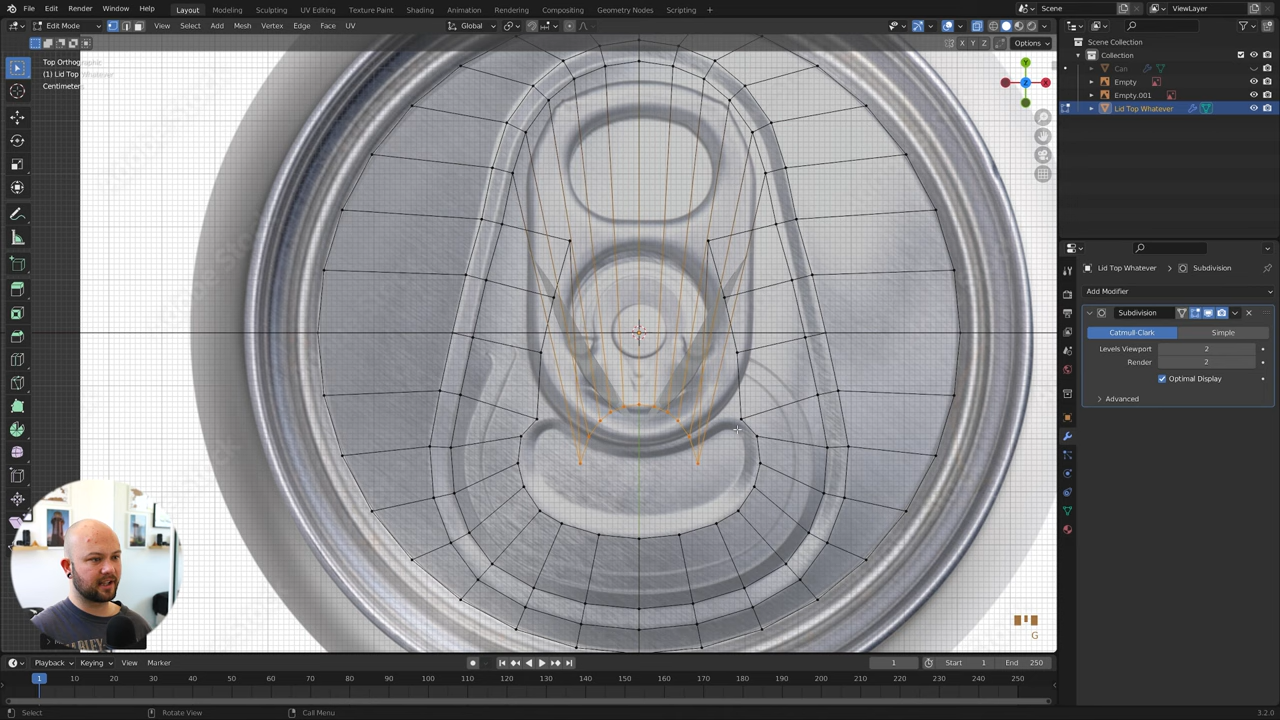 File Edit Render Window Help Layout Modeling Sculpting UV Editing Texture Paint Shading Animation Rendering Compositing Geometry Nodes Scripting + Scene ViewLayer
Edit Mode View Select Add Mesh Vertex Edge Face UV Global
X Y Z Options
Top Orthographic
(1) Lid Top Whatever
Centimeters
Scene Collection
Collection
Can
Empty
Empty.001
Lid Top Whatever
Y
X
Z
Lid Top Whatever > Subdivision
Add Modifier
Subdivision
Catmull-Clark Simple
Levels Viewport 2
Render 2
Optimal Display
Advanced
G
Playback Keying View Marker 1 Start 1 End 250
1 10 20 30 40 50 60 70 80 90 100 110 120 130 140 150 160 170 180 190 200 210 220 230 240 250
Select Rotate View Call Menu 3.2.0